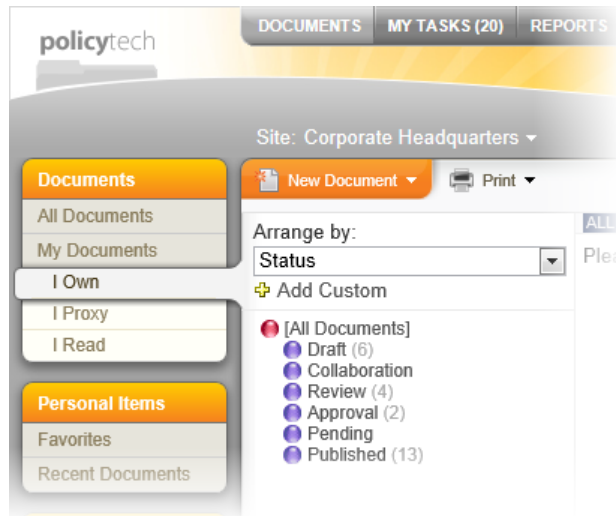 policytech
DOCUMENTS MY TASKS (20) REPORTS
Site: Corporate Headquarters
Documents
New Document Print
All Documents
My Documents
I Own
I Proxy
I Read
Arrange by:
Status
Add Custom
[All Documents]
Draft (6)
Collaboration
Review (4)
Approval (2)
Pending
Published (13)
ALL
Plea
Personal Items
Favorites
Recent Documents